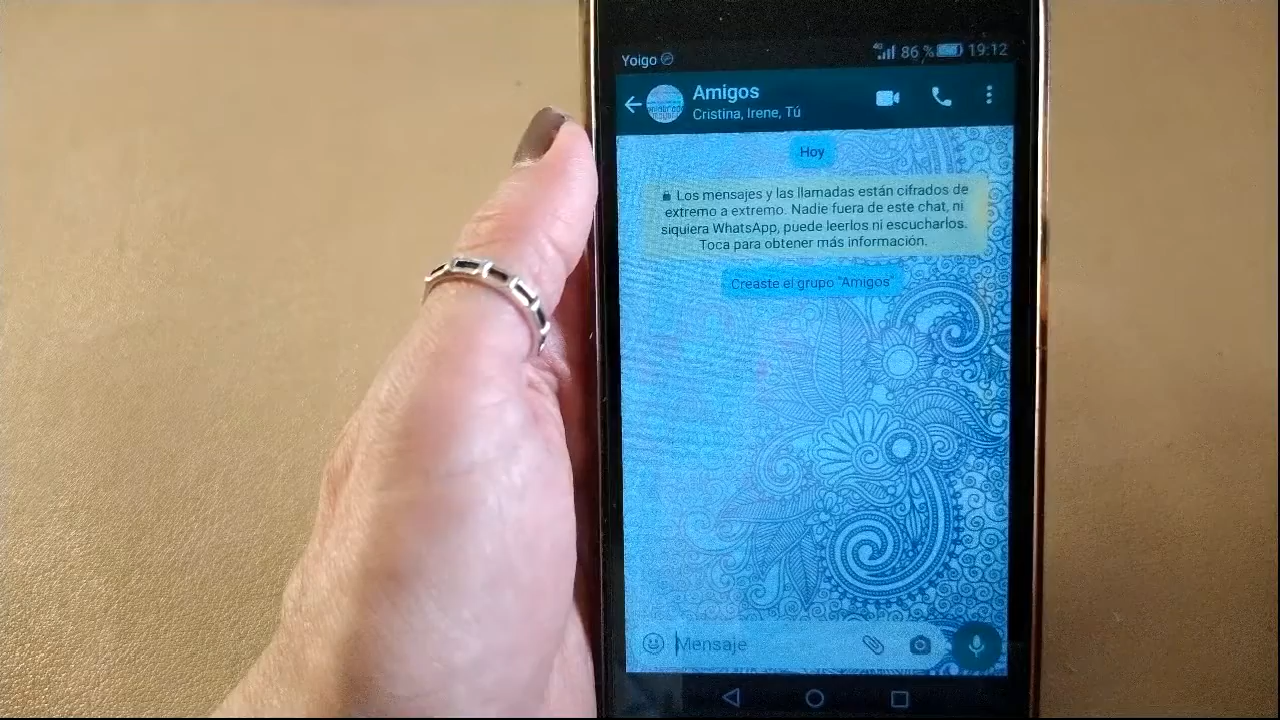 Yoigo
4G 86 % 19:12
Amigos
Cristina, Irene, Tú
Hoy
Los mensajes y las llamadas están cifrados de
extremo a extremo. Nadie fuera de este chat, ni
siquiera WhatsApp, puede leerlos ni escucharlos.
Toca para obtener más información.
Creaste el grupo "Amigos"
Mensaje